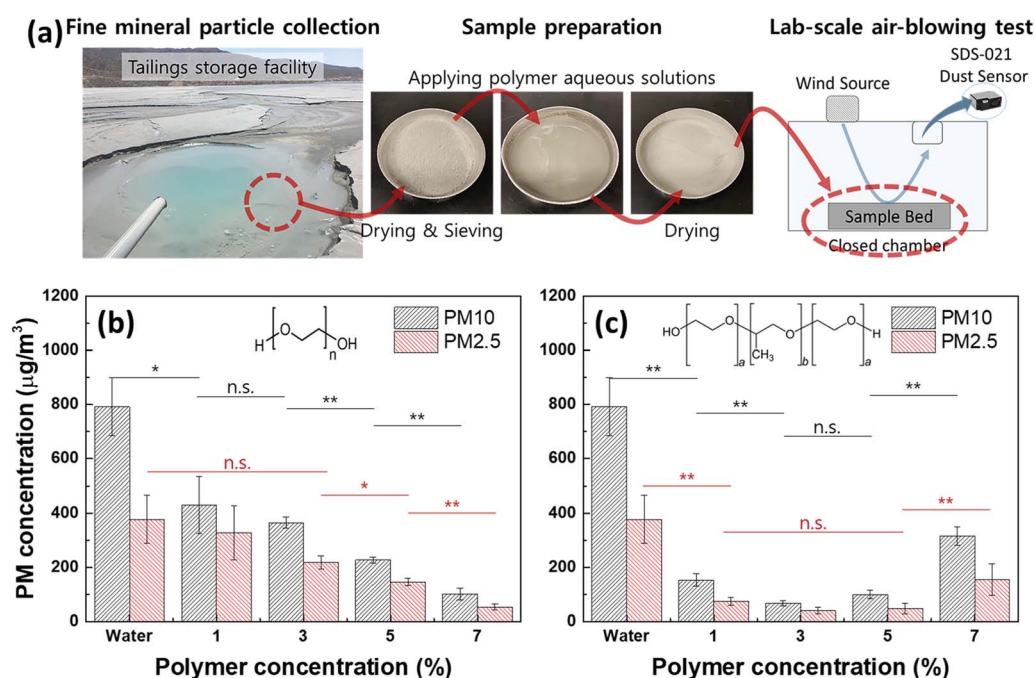 (a)
Fine mineral particle collection
Sample preparation
Lab-scale air-blowing test
Tailings storage facility
Applying polymer aqueous solutions
Drying & Sieving
Drying
SDS-021
Dust Sensor
Wind Source
Sample Bed
Closed chamber
PM concentration (μg/m³)
1200
1000
800
600
400
200
0
(b)
H
O
n
OH
PM10
PM2.5
*
n.s.
**
**
n.s.
*
**
Water
1
3
5
7
Polymer concentration (%)
1200
1000
800
600
400
200
0
(c)
HO
O
a
CH₃
O
b
O
H
a
PM10
PM2.5
**
**
n.s.
**
**
n.s.
**
Water
1
3
5
7
Polymer concentration (%)